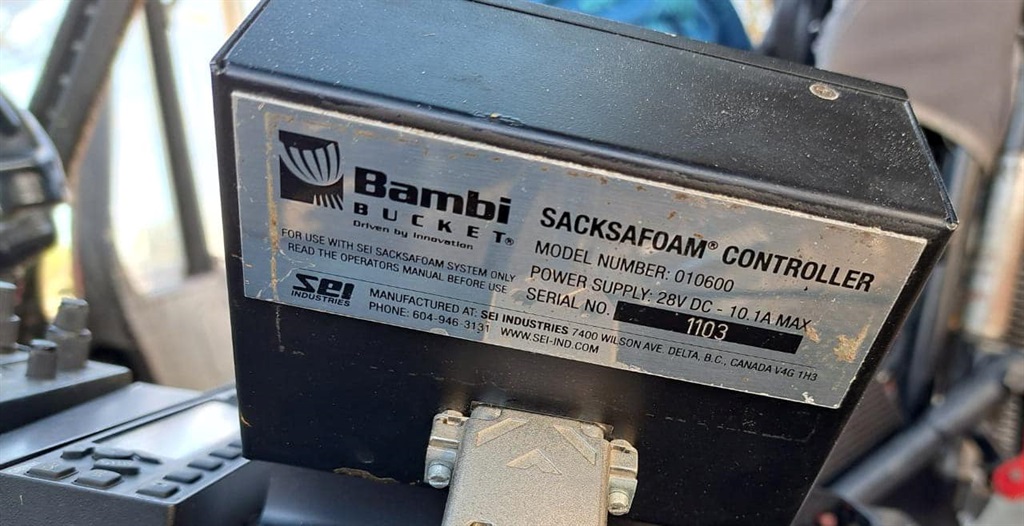 Bambi
BUCKET®
Driven by Innovation
SACKSAFOAM® CONTROLLER
MODEL NUMBER: 010600
POWER SUPPLY: 28V DC - 10.1A MAX
SERIAL NO. 1103
FOR USE WITH SEI SACKSAFOAM SYSTEM ONLY
READ THE OPERATORS MANUAL BEFORE USE
SEI
INDUSTRIES
MANUFACTURED AT: SEI INDUSTRIES 7400 WILSON AVE. DELTA, B.C., CANADA V4G 1H3
PHONE: 604-946-3131 WWW.SEI-IND.COM